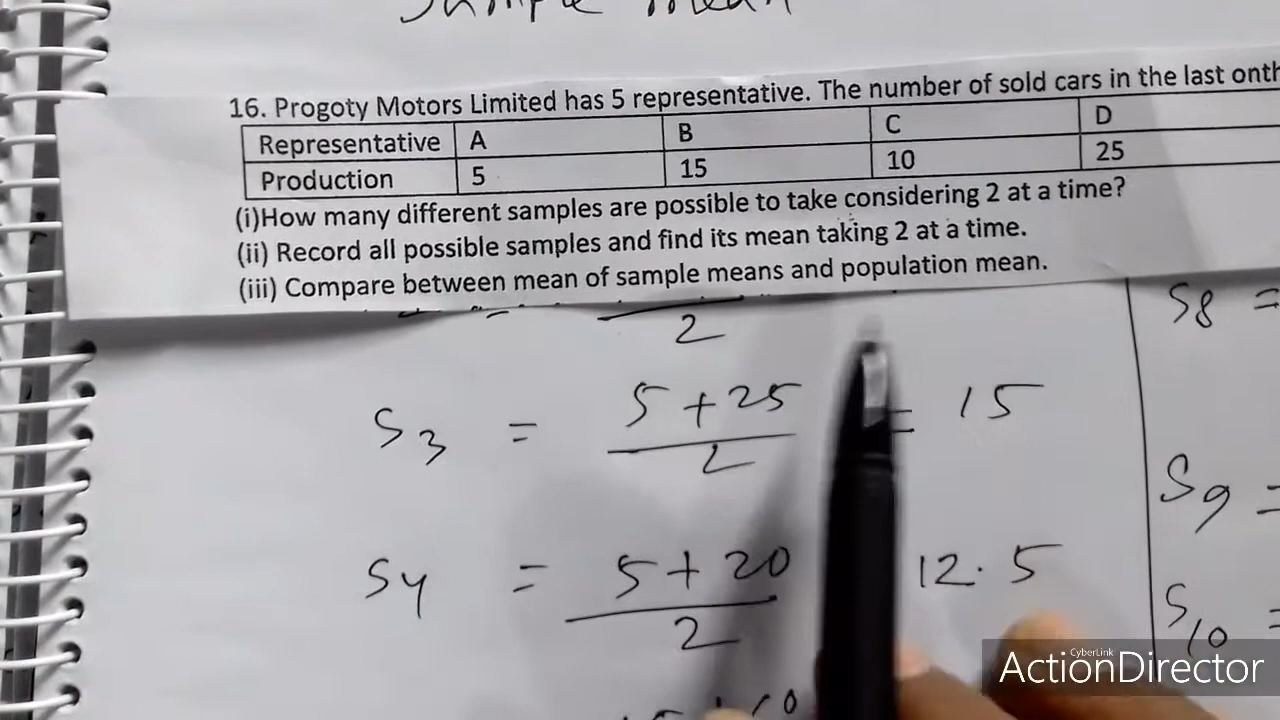 Sample Mean
16. Progoty Motors Limited has 5 representative. The number of sold cars in the last onth
Representative A B C D
Production 5 15 10 25
(i)How many different samples are possible to take considering 2 at a time?
(ii) Record all possible samples and find its mean taking 2 at a time.
(iii) Compare between mean of sample means and population mean.
2
S3 = 5+25 / 2 = 15
S4 = 5+20 / 2 12.5
S8 =
S9 =
S10 =
CyberLink
ActionDirector